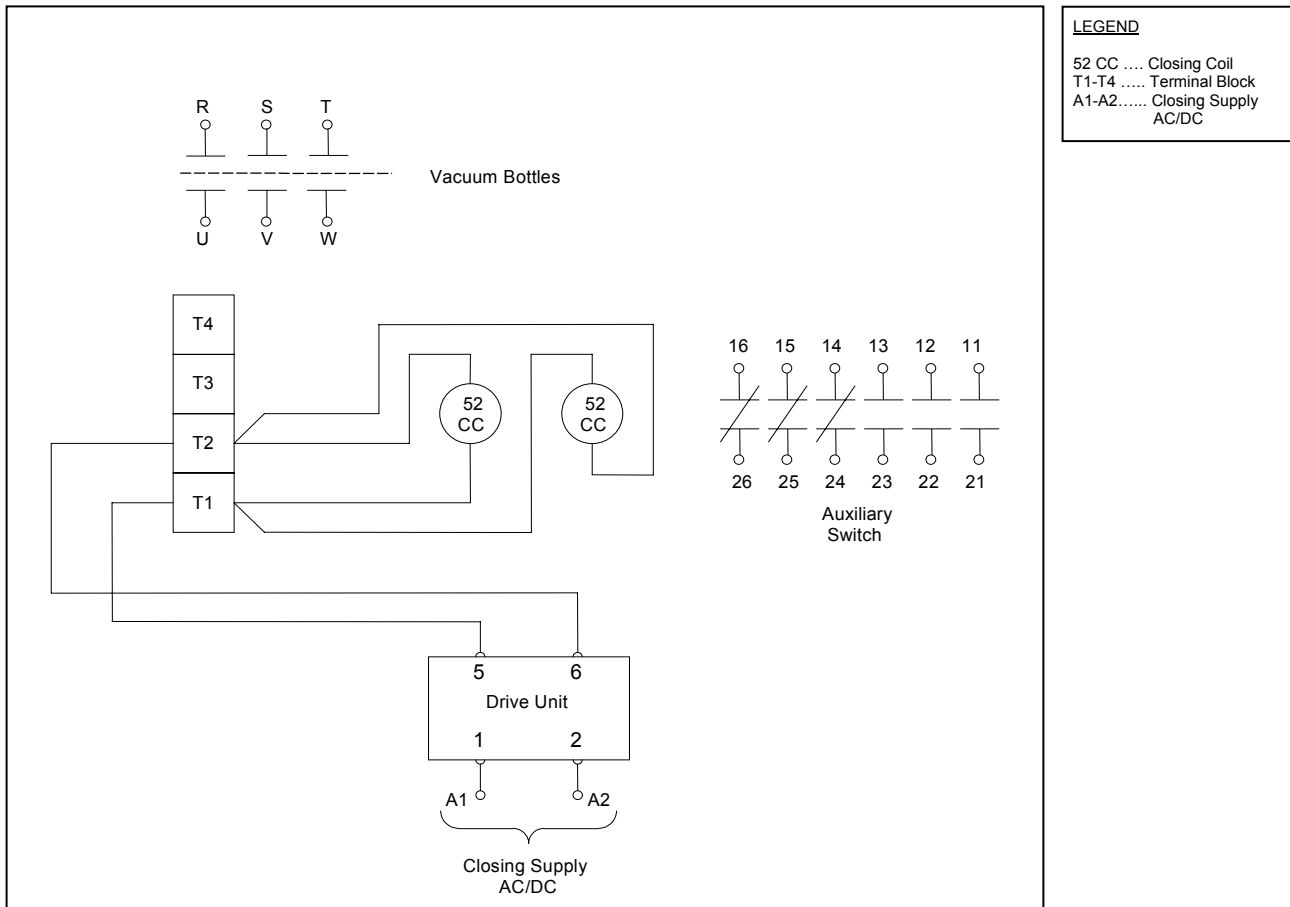 LEGEND
52 CC .... Closing Coil
T1-T4 ..... Terminal Block
A1-A2...... Closing Supply
AC/DC
R S T
Vacuum Bottles
U V W
T4
T3
T2
T1
52
CC
52
CC
16 15 14 13 12 11
26 25 24 23 22 21
Auxiliary
Switch
5 6
Drive Unit
1 2
A1 A2
Closing Supply
AC/DC